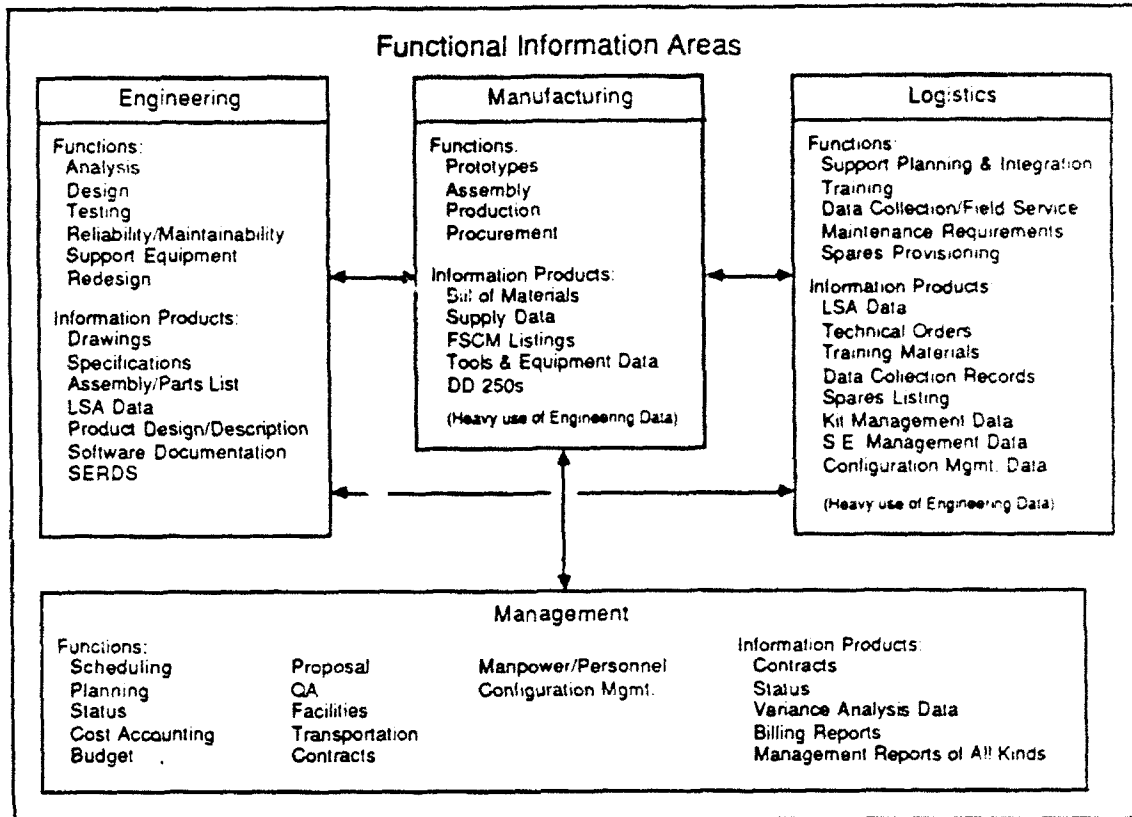 Functional Information Areas
Engineering
Functions:
Analysis
Design
Testing
Reliability/Maintainability
Support Equipment
Redesign
Information Products:
Drawings
Specifications
Assembly/Parts List
LSA Data
Product Design/Description
Software Documentation
SERDS
Manufacturing
Functions.
Prototypes
Assembly
Production
Procurement
Information Products:
Bill of Materials
Supply Data
FSCM Listings
Tools & Equipment Data
DD 250s
(Heavy use of Engineering Data)
Logistics
Functions:
Support Planning & Integration
Training
Data Collection/Field Service
Maintenance Requirements
Spares Provisioning
Information Products
LSA Data
Technical Orders
Training Materials
Data Collection Records
Spares Listing
Kit Management Data
S E Management Data
Configuration Mgmt. Data
(Heavy use of Engineering Data)
Management
Functions:
Scheduling
Planning
Status
Cost Accounting
Budget
Proposal
QA
Facilities
Transportation
Contracts
Manpower/Personnel
Configuration Mgmt.
Information Products:
Contracts
Status
Variance Analysis Data
Billing Reports
Management Reports of All Kinds